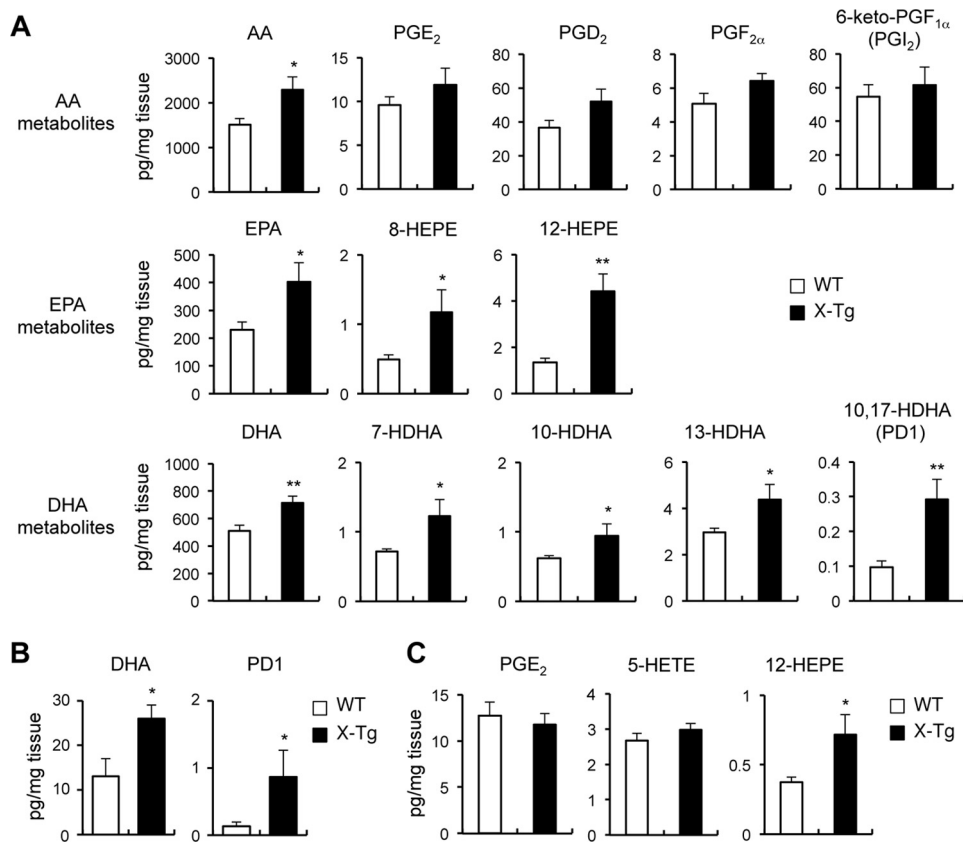 A
AA
PGE2
PGD2
PGF2α
6-keto-PGF1α
(PGI2)
AA
metabolites
pg/mg tissue
3000
2000
1000
0
*
15
10
5
0
80
60
40
20
0
8
6
4
2
0
80
60
40
20
0
EPA
8-HEPE
12-HEPE
EPA
metabolites
pg/mg tissue
500
400
300
200
100
0
*
2
1
0
*
6
4
2
0
**
WT
X-Tg
DHA
7-HDHA
10-HDHA
13-HDHA
10,17-HDHA
(PD1)
DHA
metabolites
pg/mg tissue
1000
800
600
400
200
0
**
2
1
0
*
2
1
0
*
6
4
2
0
*
0.4
0.3
0.2
0.1
0
**
B
DHA
PD1
pg/mg tissue
30
20
10
0
*
2
1
0
*
WT
X-Tg
C
PGE2
5-HETE
12-HEPE
pg/mg tissue
15
10
5
0
4
3
2
1
0
1
0.5
0
*
WT
X-Tg